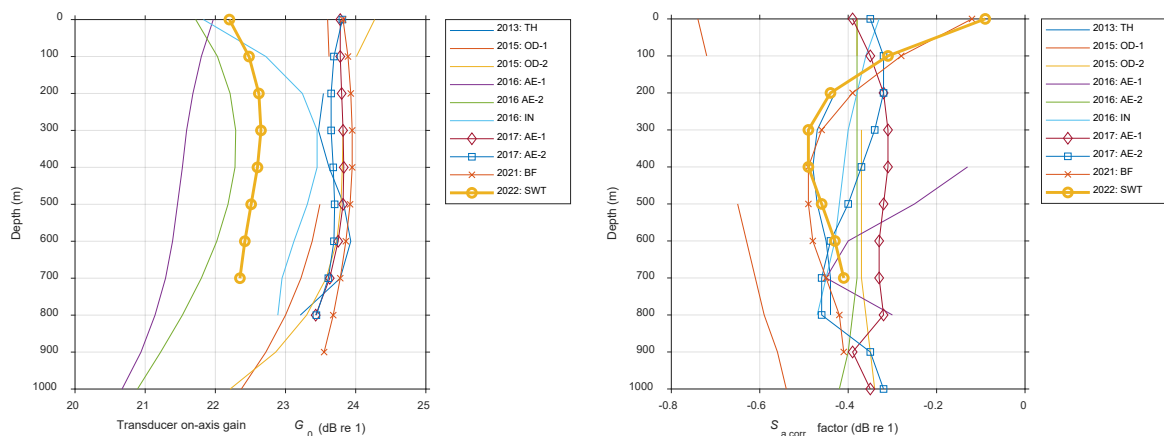 0
100
200
300
400
500
600
700
800
900
1000
Depth (m)
20
21
22
23
24
25
Transducer on-axis gain G0 (dB re 1)
2013: TH
2015: OD-1
2015: OD-2
2016: AE-1
2016 AE-2
2016: IN
2017: AE-1
2017: AE-2
2021: BF
2022: SWT
0
100
200
300
400
500
600
700
800
900
1000
Depth (m)
-0.8
-0.6
-0.4
-0.2
0
Sa corr factor (dB re 1)
2013: TH
2015: OD-1
2015: OD-2
2016: AE-1
2016: AE-2
2016: IN
2017: AE-1
2017: AE-2
2021: BF
2022: SWT